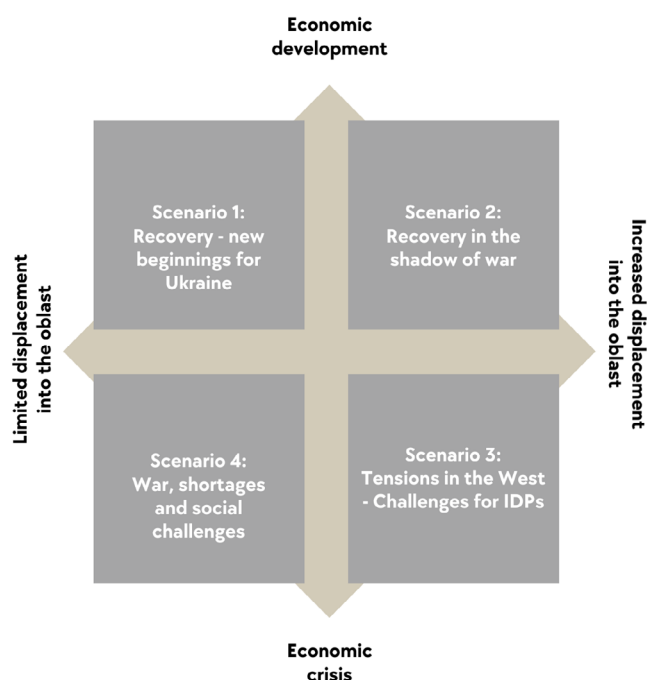 Economic
development
Scenario 1:
Recovery - new
beginnings for
Ukraine
Scenario 2:
Recovery in the
shadow of war
Limited displacement
into the oblast
Increased displacement
into the oblast
Scenario 4:
War, shortages
and social
challenges
Scenario 3:
Tensions in the West
- Challenges for IDPs
Economic
crisis